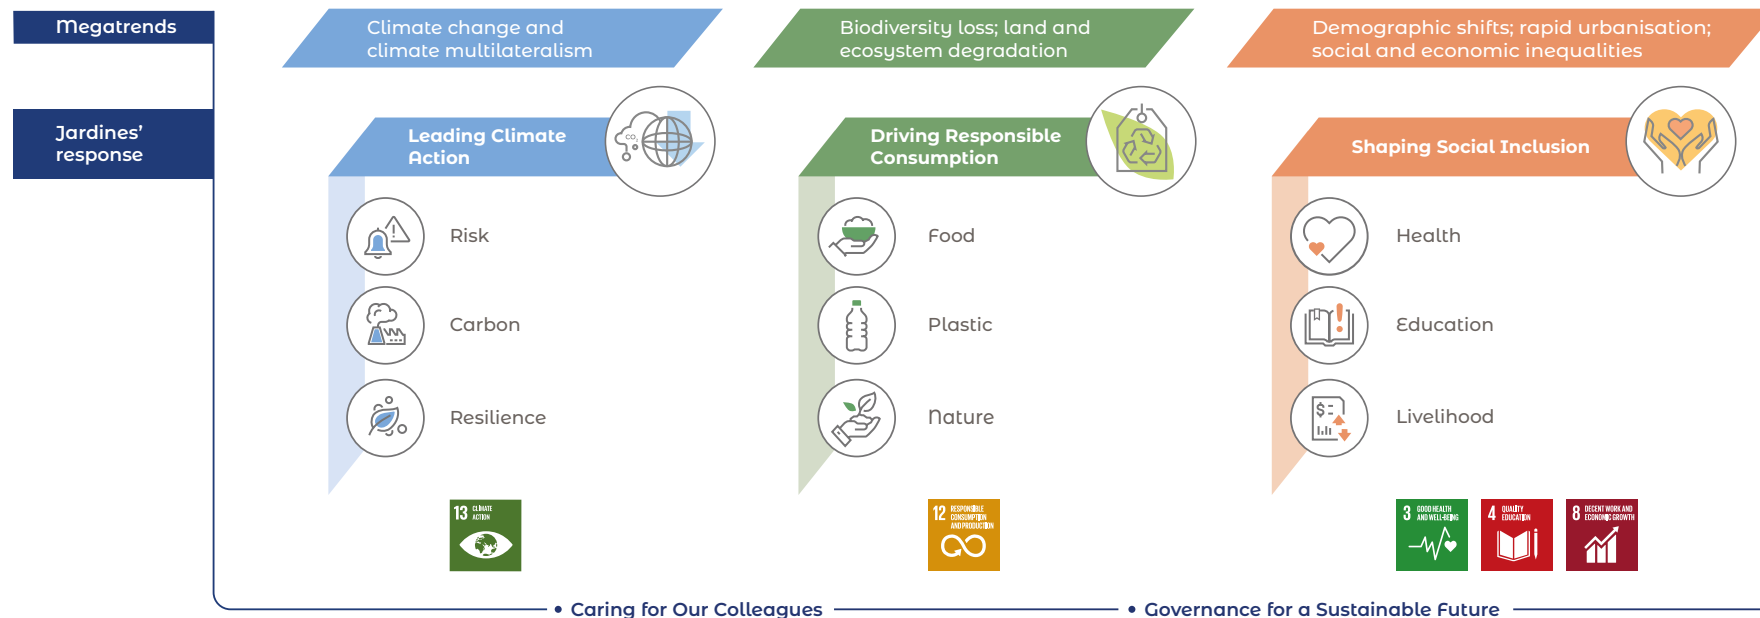 Megatrends
Climate change and
climate multilateralism
Biodiversity loss; land and
ecosystem degradation
Demographic shifts; rapid urbanisation;
social and economic inequalities
Jardines’
response
Leading Climate
Action
CO2
Risk
Carbon
Resilience
13 CLIMATE
ACTION
Driving Responsible
Consumption
Food
Plastic
Nature
12 RESPONSIBLE
CONSUMPTION
AND PRODUCTION
Shaping Social Inclusion
Health
Education
$
Livelihood
3 GOOD HEALTH
AND WELL-BEING
4 QUALITY
EDUCATION
8 DECENT WORK AND
ECONOMIC GROWTH
• Caring for Our Colleagues
• Governance for a Sustainable Future